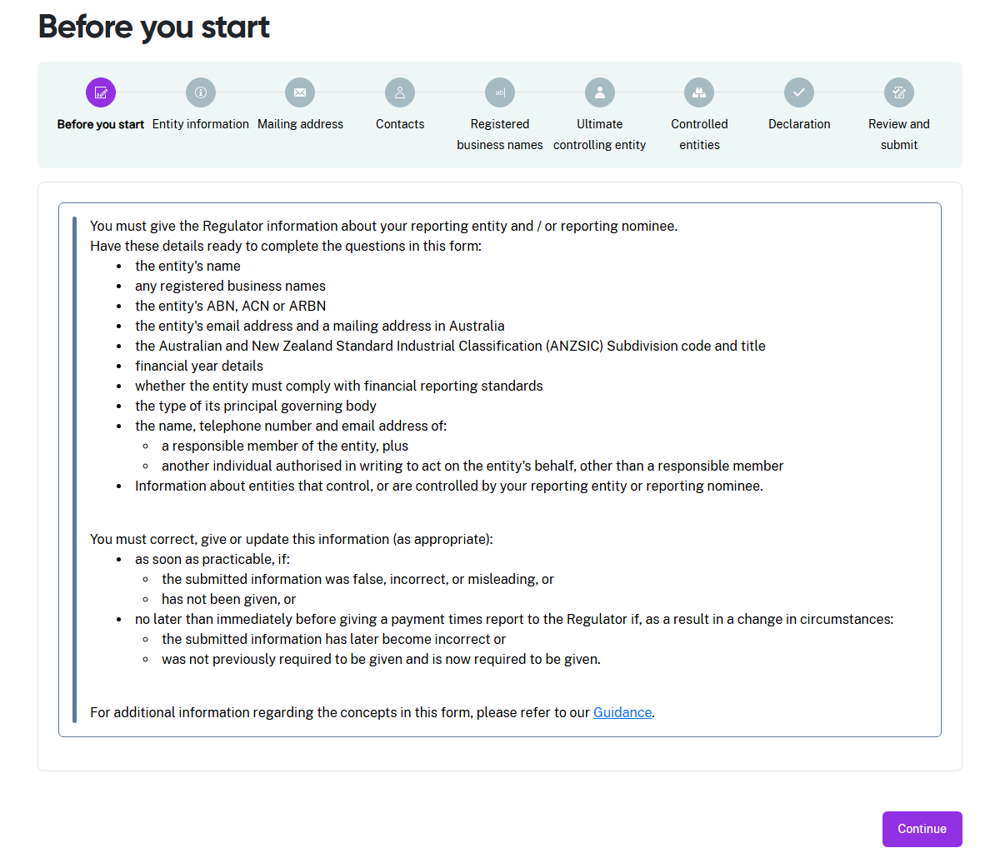 Before you start
Before you start
Entity information
Mailing address
Contacts
ab
Registered
business names
Ultimate
controlling entity
Controlled
entities
Declaration
Review and
submit
You must give the Regulator information about your reporting entity and / or reporting nominee.
Have these details ready to complete the questions in this form:
the entity's name
any registered business names
the entity's ABN, ACN or ARBN
the entity's email address and a mailing address in Australia
the Australian and New Zealand Standard Industrial Classification (ANZSIC) Subdivision code and title
financial year details
whether the entity must comply with financial reporting standards
the type of its principal governing body
the name, telephone number and email address of:
a responsible member of the entity, plus
another individual authorised in writing to act on the entity's behalf, other than a responsible member
Information about entities that control, or are controlled by your reporting entity or reporting nominee.
You must correct, give or update this information (as appropriate):
as soon as practicable, if:
the submitted information was false, incorrect, or misleading, or
has not been given, or
no later than immediately before giving a payment times report to the Regulator if, as a result in a change in circumstances:
the submitted information has later become incorrect or
was not previously required to be given and is now required to be given.
For additional information regarding the concepts in this form, please refer to our Guidance.
Continue